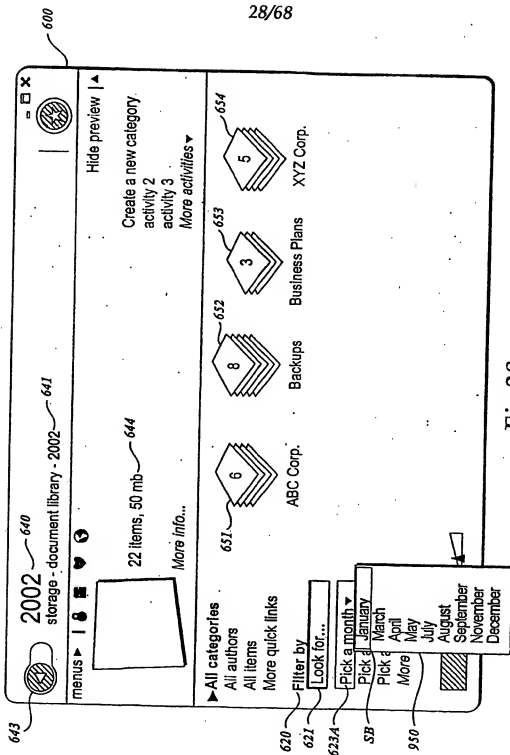 28/68
600
2002
640
storage - document library - 2002
641
643
menus
22 items, 50 mb
644
More info...
Hide preview
Create a new category
activity 2
activity 3
More activities
All categories
All authors
All items
More quick links
620
Filter by
621
Look for....
623A
Pick a month
Pick a
Pick a
More
SB
950
January
March
April
May
July
August
September
November
December
651
6
ABC Corp.
652
8
Backups
653
3
Business Plans
654
5
XYZ Corp.